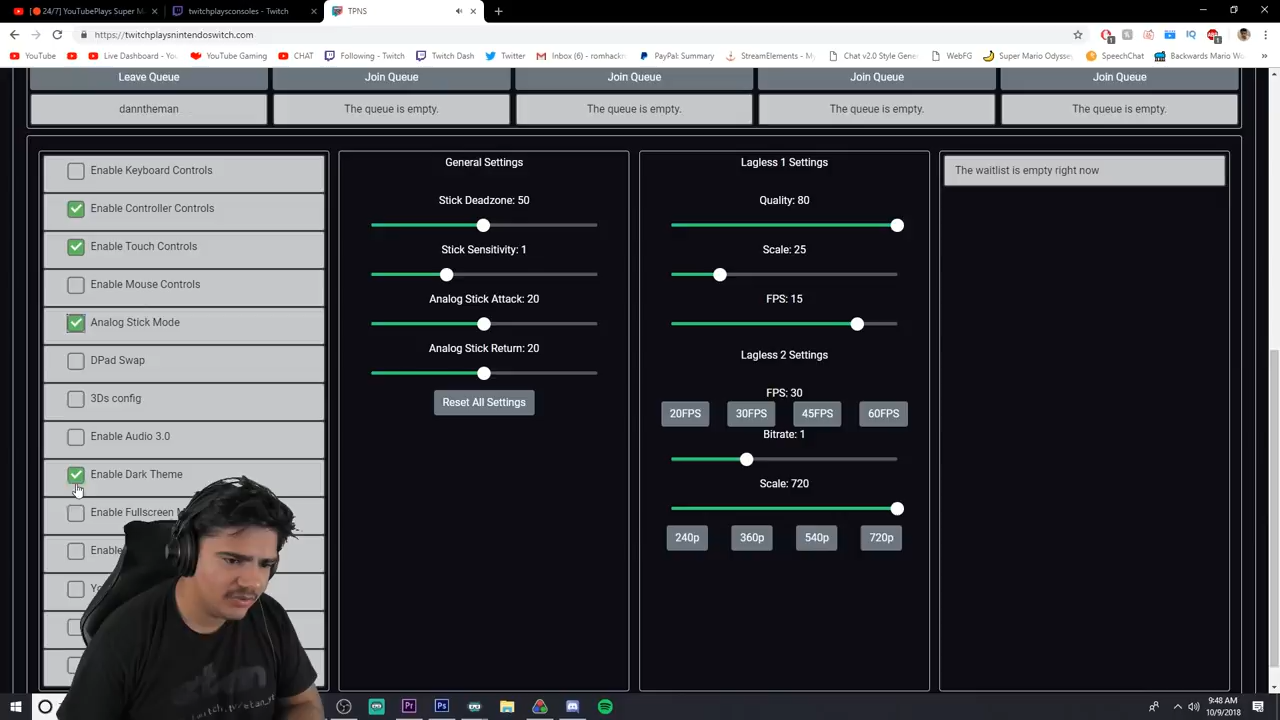 [🔴 24/7] YouTubePlays Super M
twitchplaysconsoles - Twitch
TPNS
https://twitchplaysnintendoswitch.com
YouTube
Live Dashboard - You
YouTube Gaming
CHAT
Following - Twitch
Twitch Dash
Twitter
Inbox (6) - romhack
PayPal: Summary
StreamElements -
Chat v2.0 Style Gene
WebFG
Super Mario Odyssey
SpeechChat
Backwards Mario Wo
Leave Queue
Join Queue
Join Queue
Join Queue
Join Queue
danntheman
The queue is empty.
The queue is empty.
The queue is empty.
The queue is empty.
Enable Keyboard Controls
Enable Controller Controls
Enable Touch Controls
Enable Mouse Controls
Analog Stick Mode
DPad Swap
3Ds config
Enable Audio 3.0
Enable Dark Theme
Enable Fullscreen
Enable
General Settings
Stick Deadzone: 50
Stick Sensitivity: 1
Analog Stick Attack: 20
Analog Stick Return: 20
Reset All Settings
Lagless 1 Settings
Quality: 80
Scale: 25
FPS: 15
Lagless 2 Settings
FPS: 30
20FPS
30FPS
45FPS
60FPS
Bitrate: 1
Scale: 720
240p
360p
540p
720p
The waitlist is empty right now
9:48 AM
10/9/2018